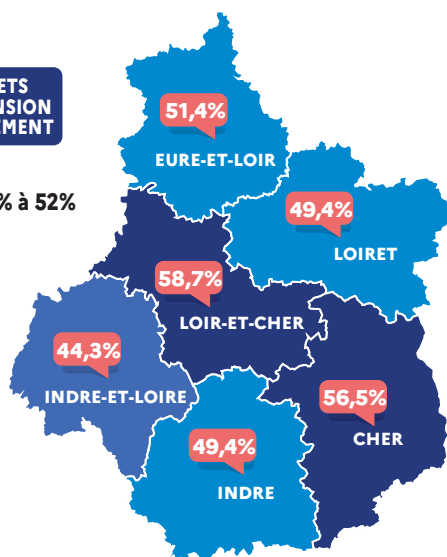 ETS
NSION
EMENT
% à 52%
51,4%
EURE-ET-LOIR
49,4%
LOIRET
58,7%
LOIR-ET-CHER
44,3%
INDRE-ET-LOIRE
56,5%
CHER
49,4%
INDRE